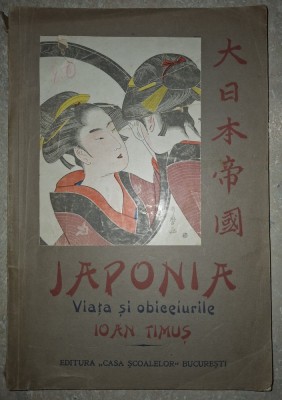 大日本帝國
JAPONIA
Viața și obiceiurile
IOAN TIMUȘ
EDITURA „CASA ȘCOALELOR” BUCUREȘTI